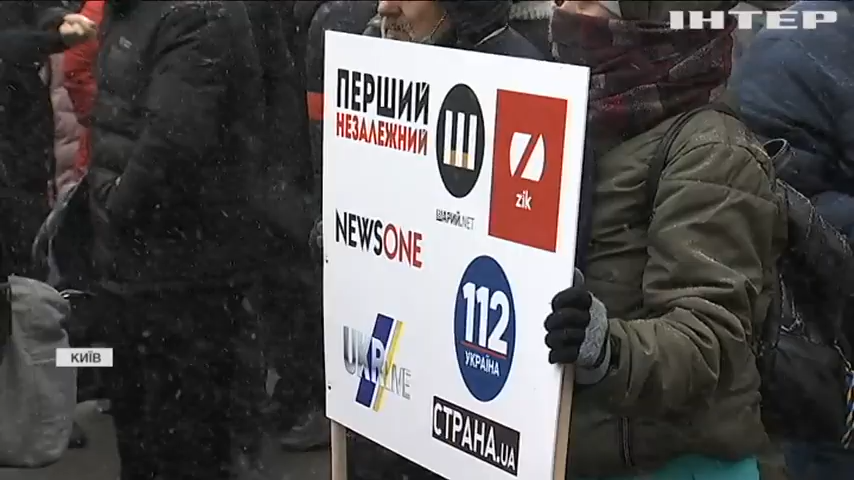 ІНТЕР
ПЕРШИЙ
НЕЗАЛЕЖНИЙ
Ш
ШАРИЙ.NET
zik
NEWSONE
112
УКРАЇНА
UKRLIVE
СТРАНА.UA
КИЇВ